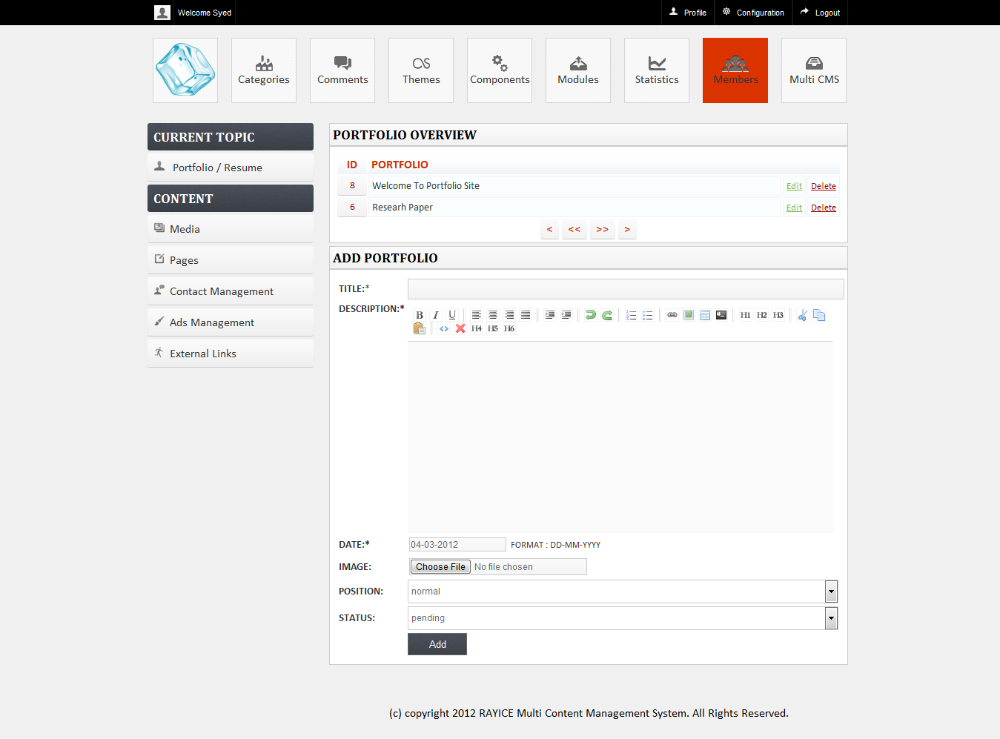 Welcome Syed
Profile
Configuration
Logout
Categories
Comments
Themes
Components
Modules
Statistics
Members
Multi CMS
CURRENT TOPIC
Portfolio / Resume
CONTENT
Media
Pages
Contact Management
Ads Management
External Links
PORTFOLIO OVERVIEW
ID PORTFOLIO
8 Welcome To Portfolio Site Edit Delete
6 Researh Paper Edit Delete
< << >> >
ADD PORTFOLIO
TITLE:*
DESCRIPTION:*
B I U H1 H2 H3
H4 H5 H6
DATE:* 04-03-2012 FORMAT : DD-MM-YYYY
IMAGE: Choose File No file chosen
POSITION: normal
STATUS: pending
Add
(c) copyright 2012 RAYICE Multi Content Management System. All Rights Reserved.